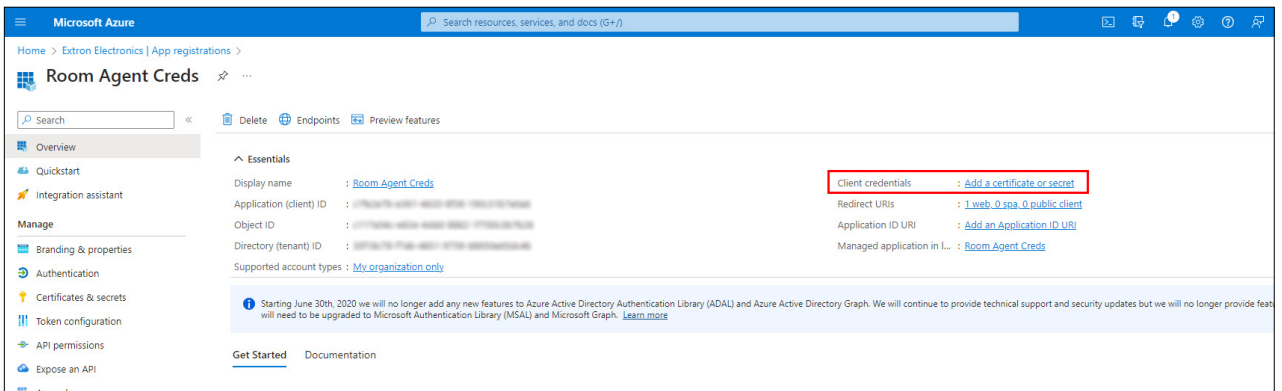 Microsoft Azure
Search resources, services, and docs (G+/)
1
Home > Extron Electronics | App registrations >
Room Agent Creds
Search
«
Delete Endpoints Preview features
Overview
Quickstart
Integration assistant
Manage
Branding & properties
Authentication
Certificates & secrets
Token configuration
API permissions
Expose an API
Essentials
Display name : Room Agent Creds
Application (client) ID :
Object ID :
Directory (tenant) ID :
Supported account types : My organization only
Client credentials : Add a certificate or secret
Redirect URIs : 1 web, 0 spa, 0 public client
Application ID URI : Add an Application ID URI
Managed application in l... : Room Agent Creds
Starting June 30th, 2020 we will no longer add any new features to Azure Active Directory Authentication Library (ADAL) and Azure Active Directory Graph. We will continue to provide technical support and security updates but we will no longer provide
will need to be upgraded to Microsoft Authentication Library (MSAL) and Microsoft Graph. Learn more
Get Started Documentation